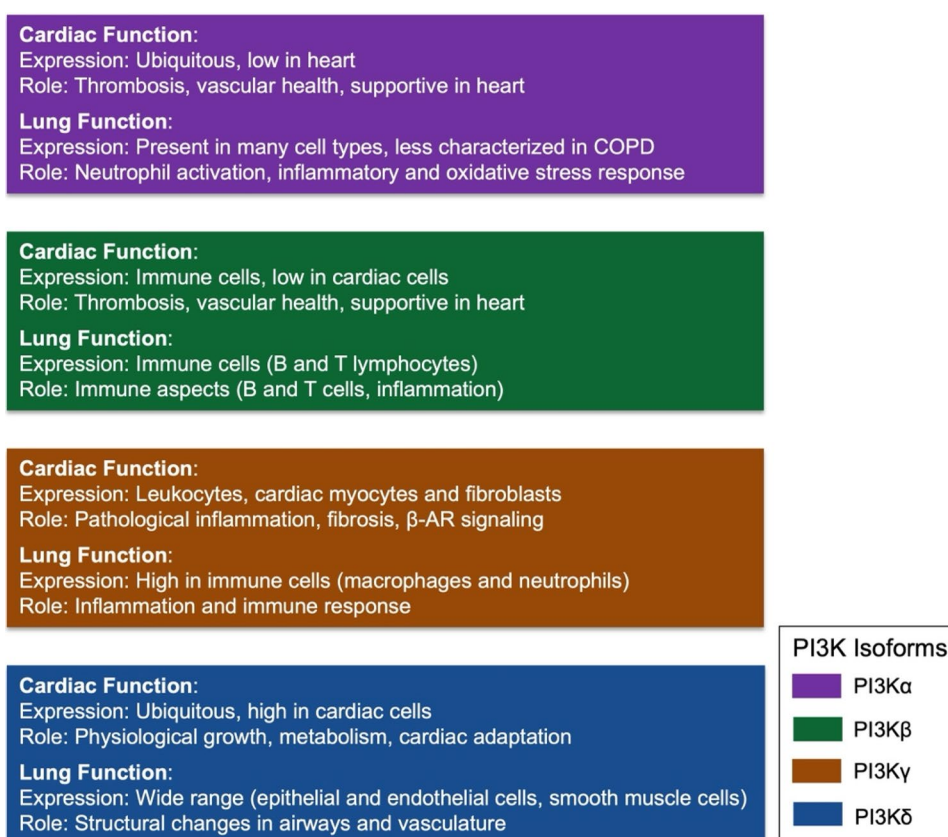 Cardiac Function:
Expression: Ubiquitous, low in heart
Role: Thrombosis, vascular health, supportive in heart
Lung Function:
Expression: Present in many cell types, less characterized in COPD
Role: Neutrophil activation, inflammatory and oxidative stress response
Cardiac Function:
Expression: Immune cells, low in cardiac cells
Role: Thrombosis, vascular health, supportive in heart
Lung Function:
Expression: Immune cells (B and T lymphocytes)
Role: Immune aspects (B and T cells, inflammation)
Cardiac Function:
Expression: Leukocytes, cardiac myocytes and fibroblasts
Role: Pathological inflammation, fibrosis, β-AR signaling
Lung Function:
Expression: High in immune cells (macrophages and neutrophils)
Role: Inflammation and immune response
Cardiac Function:
Expression: Ubiquitous, high in cardiac cells
Role: Physiological growth, metabolism, cardiac adaptation
Lung Function:
Expression: Wide range (epithelial and endothelial cells, smooth muscle cells)
Role: Structural changes in airways and vasculature
PI3K Isoforms
PI3Kα
PI3Kβ
PI3Kγ
PI3Kδ